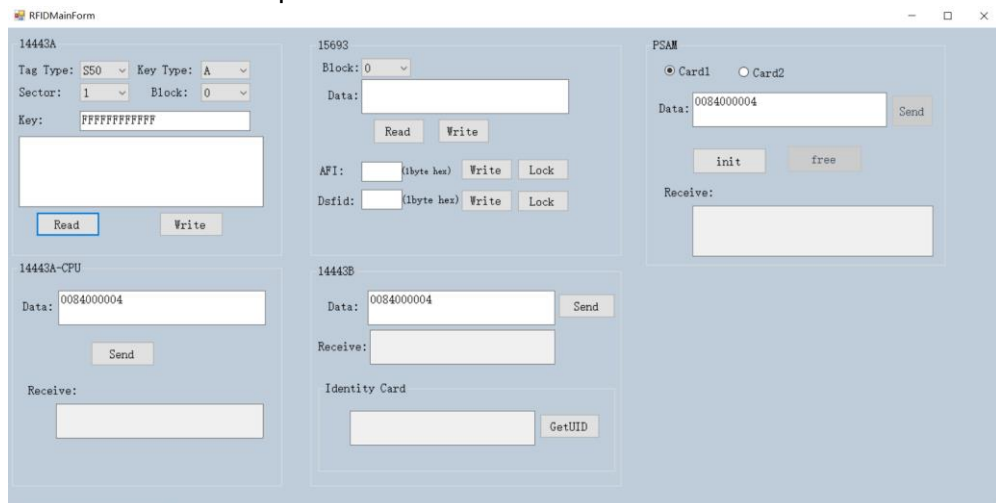 RFIDMainForm
14443A
Tag Type: S50 Key Type: A
Sector: 1 Block: 0
Key: FFFFFFFFFFFF
Read Write
14443A-CPU
Data: 0084000004
Send
Receive:
15693
Block: 0
Data:
Read Write
AFI: (1byte hex) Write Lock
Dsfid: (1byte hex) Write Lock
14443B
Data: 0084000004 Send
Receive:
Identity Card
GetUID
PSAM
Card1 Card2
Data: 0084000004 Send
init free
Receive: